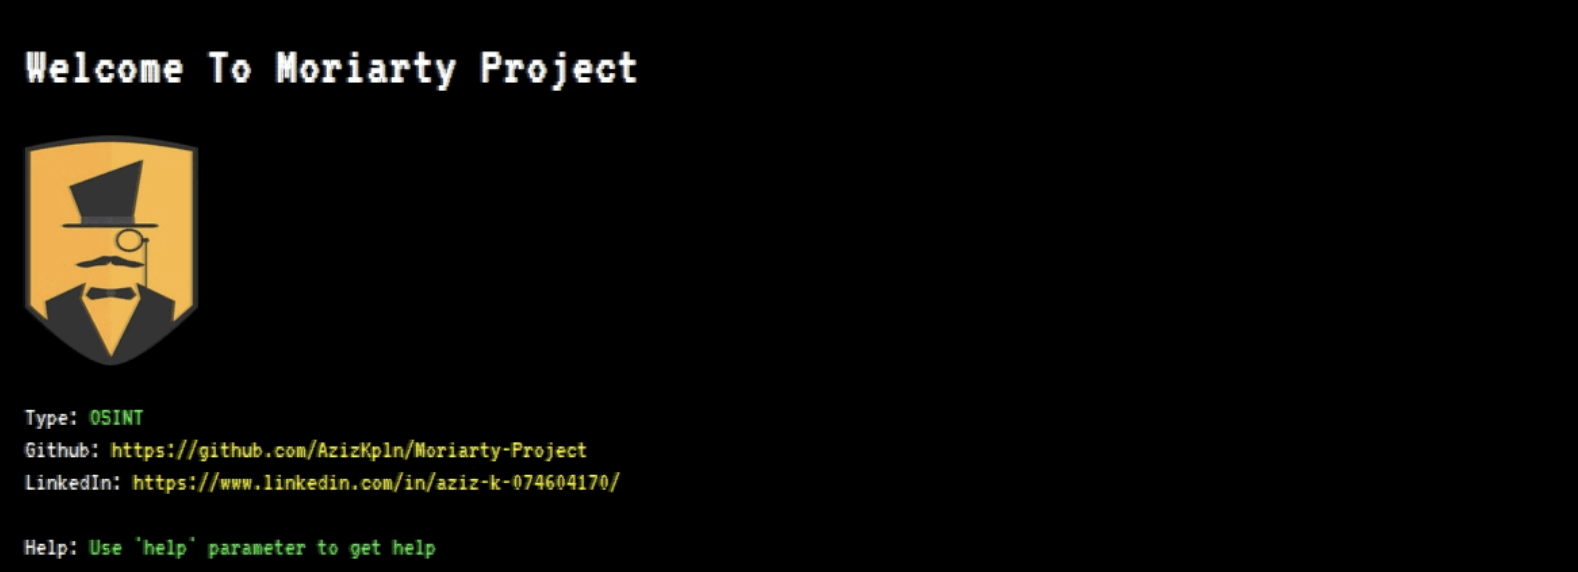 Welcome To Moriarty Project
Type: OSINT
Github: https://github.com/AzizKpln/Moriarty-Project
LinkedIn: https://www.linkedin.com/in/aziz-k-074604170/
Help: Use `help` parameter to get help